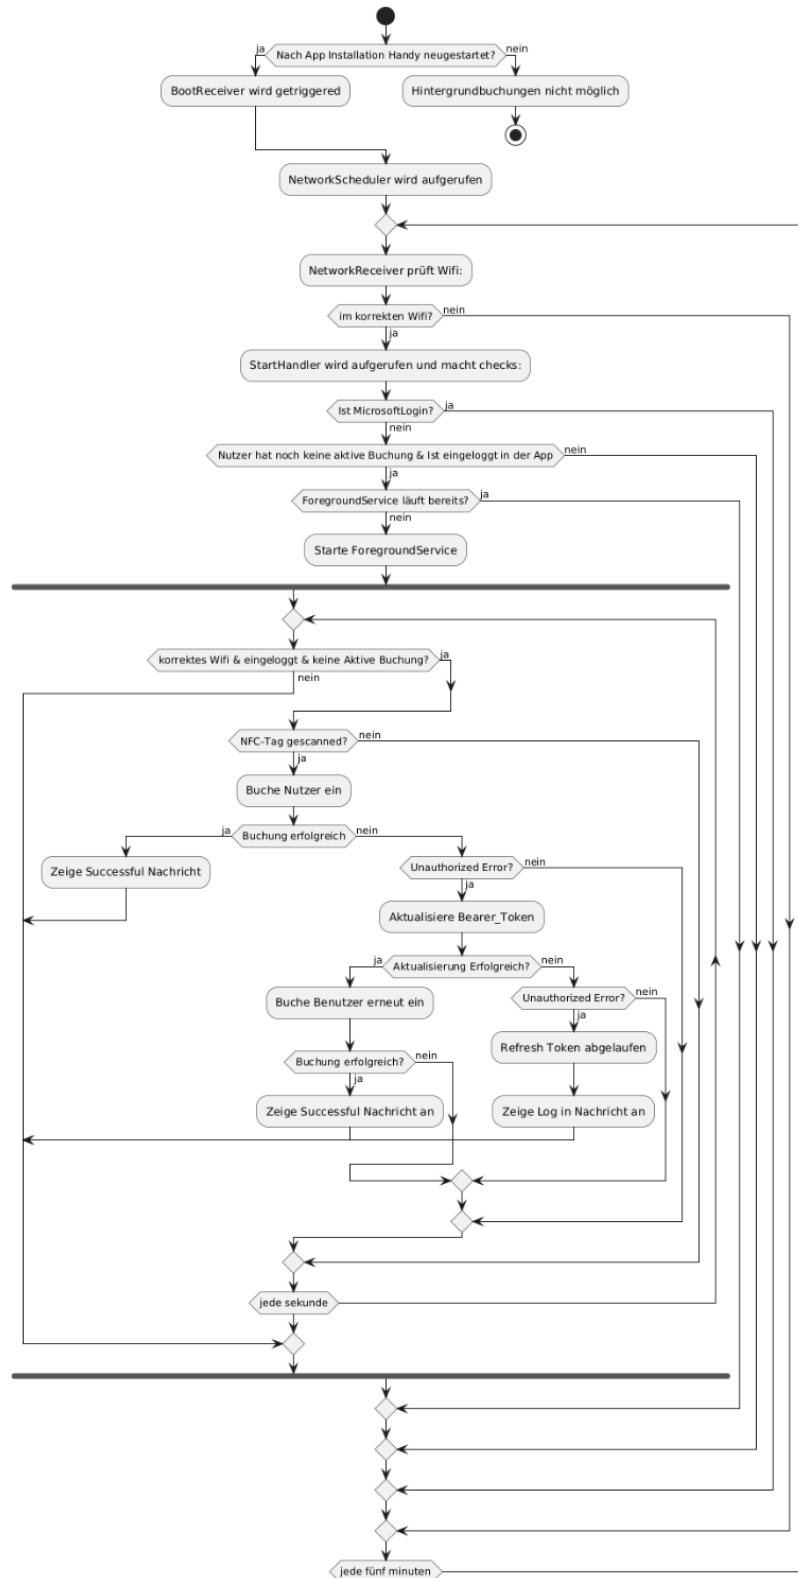 ja
Nach App Installation Handy neugestartet?
nein
BootReceiver wird getriggered
Hintergrundbuchungen nicht möglich
NetworkScheduler wird aufgerufen
NetworkReceiver prüft Wifi:
im korrekten Wifi?
nein
ja
StartHandler wird aufgerufen und macht checks:
Ist MicrosoftLogin?
ja
nein
Nutzer hat noch keine aktive Buchung & Ist eingeloggt in der App
nein
ja
ForegroundService läuft bereits?
ja
nein
Starte ForegroundService
korrektes Wifi & eingeloggt & keine Aktive Buchung?
ja
nein
NFC-Tag gescanned?
nein
ja
Buche Nutzer ein
ja
Buchung erfolgreich
nein
Zeige Successful Nachricht
Unauthorized Error?
nein
ja
Aktualisiere Bearer_Token
ja
Aktualisierung Erfolgreich?
nein
Buche Benutzer erneut ein
Unauthorized Error?
nein
ja
Refresh Token abgelaufen
Buchung erfolgreich?
nein
ja
Zeige Successful Nachricht an
Zeige Log in Nachricht an
jede sekunde
jede fünf minuten